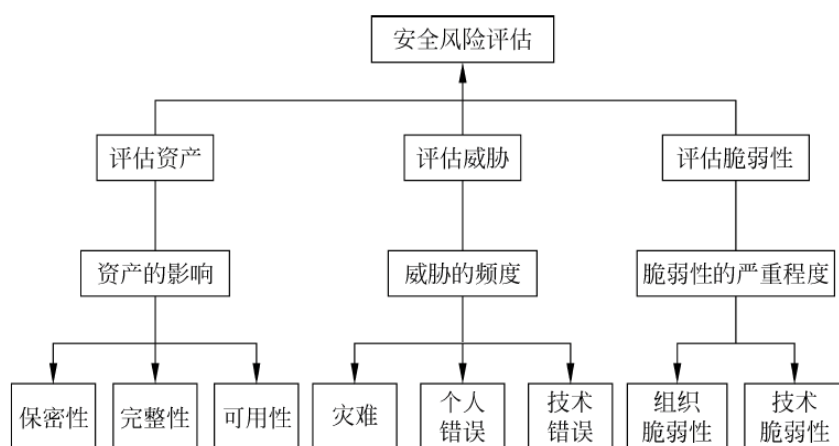 安全风险评估
评估资产
评估威胁
评估脆弱性
资产的影响
威胁的频度
脆弱性的严重程度
保密性
完整性
可用性
灾难
个人
错误
技术
错误
组织
脆弱性
技术
脆弱性